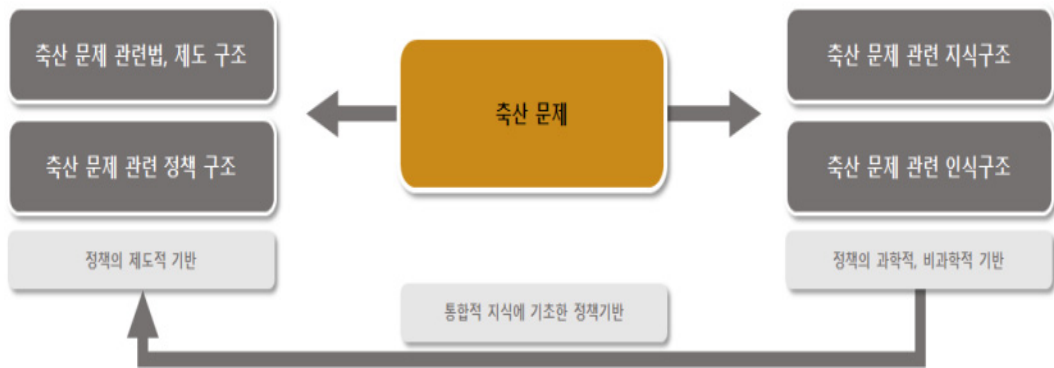 축산 문제 관련법, 제도 구조
축산 문제 관련 정책 구조
정책의 제도적 기반
축산 문제
통합적 지식에 기초한 정책기반
축산 문제 관련 지식구조
축산 문제 관련 인식구조
정책의 과학적, 비과학적 기반